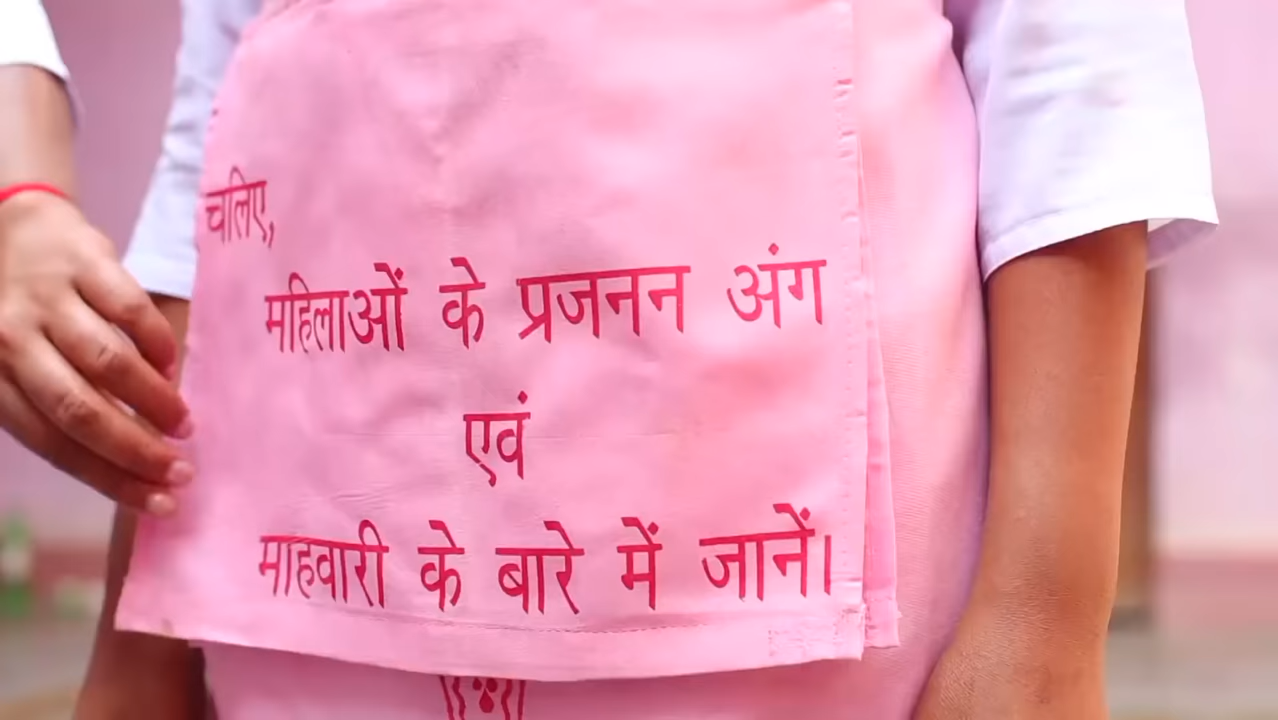 चलिए,
महिलाओं के प्रजनन अंग
एवं
माहवारी के बारे में जानें।